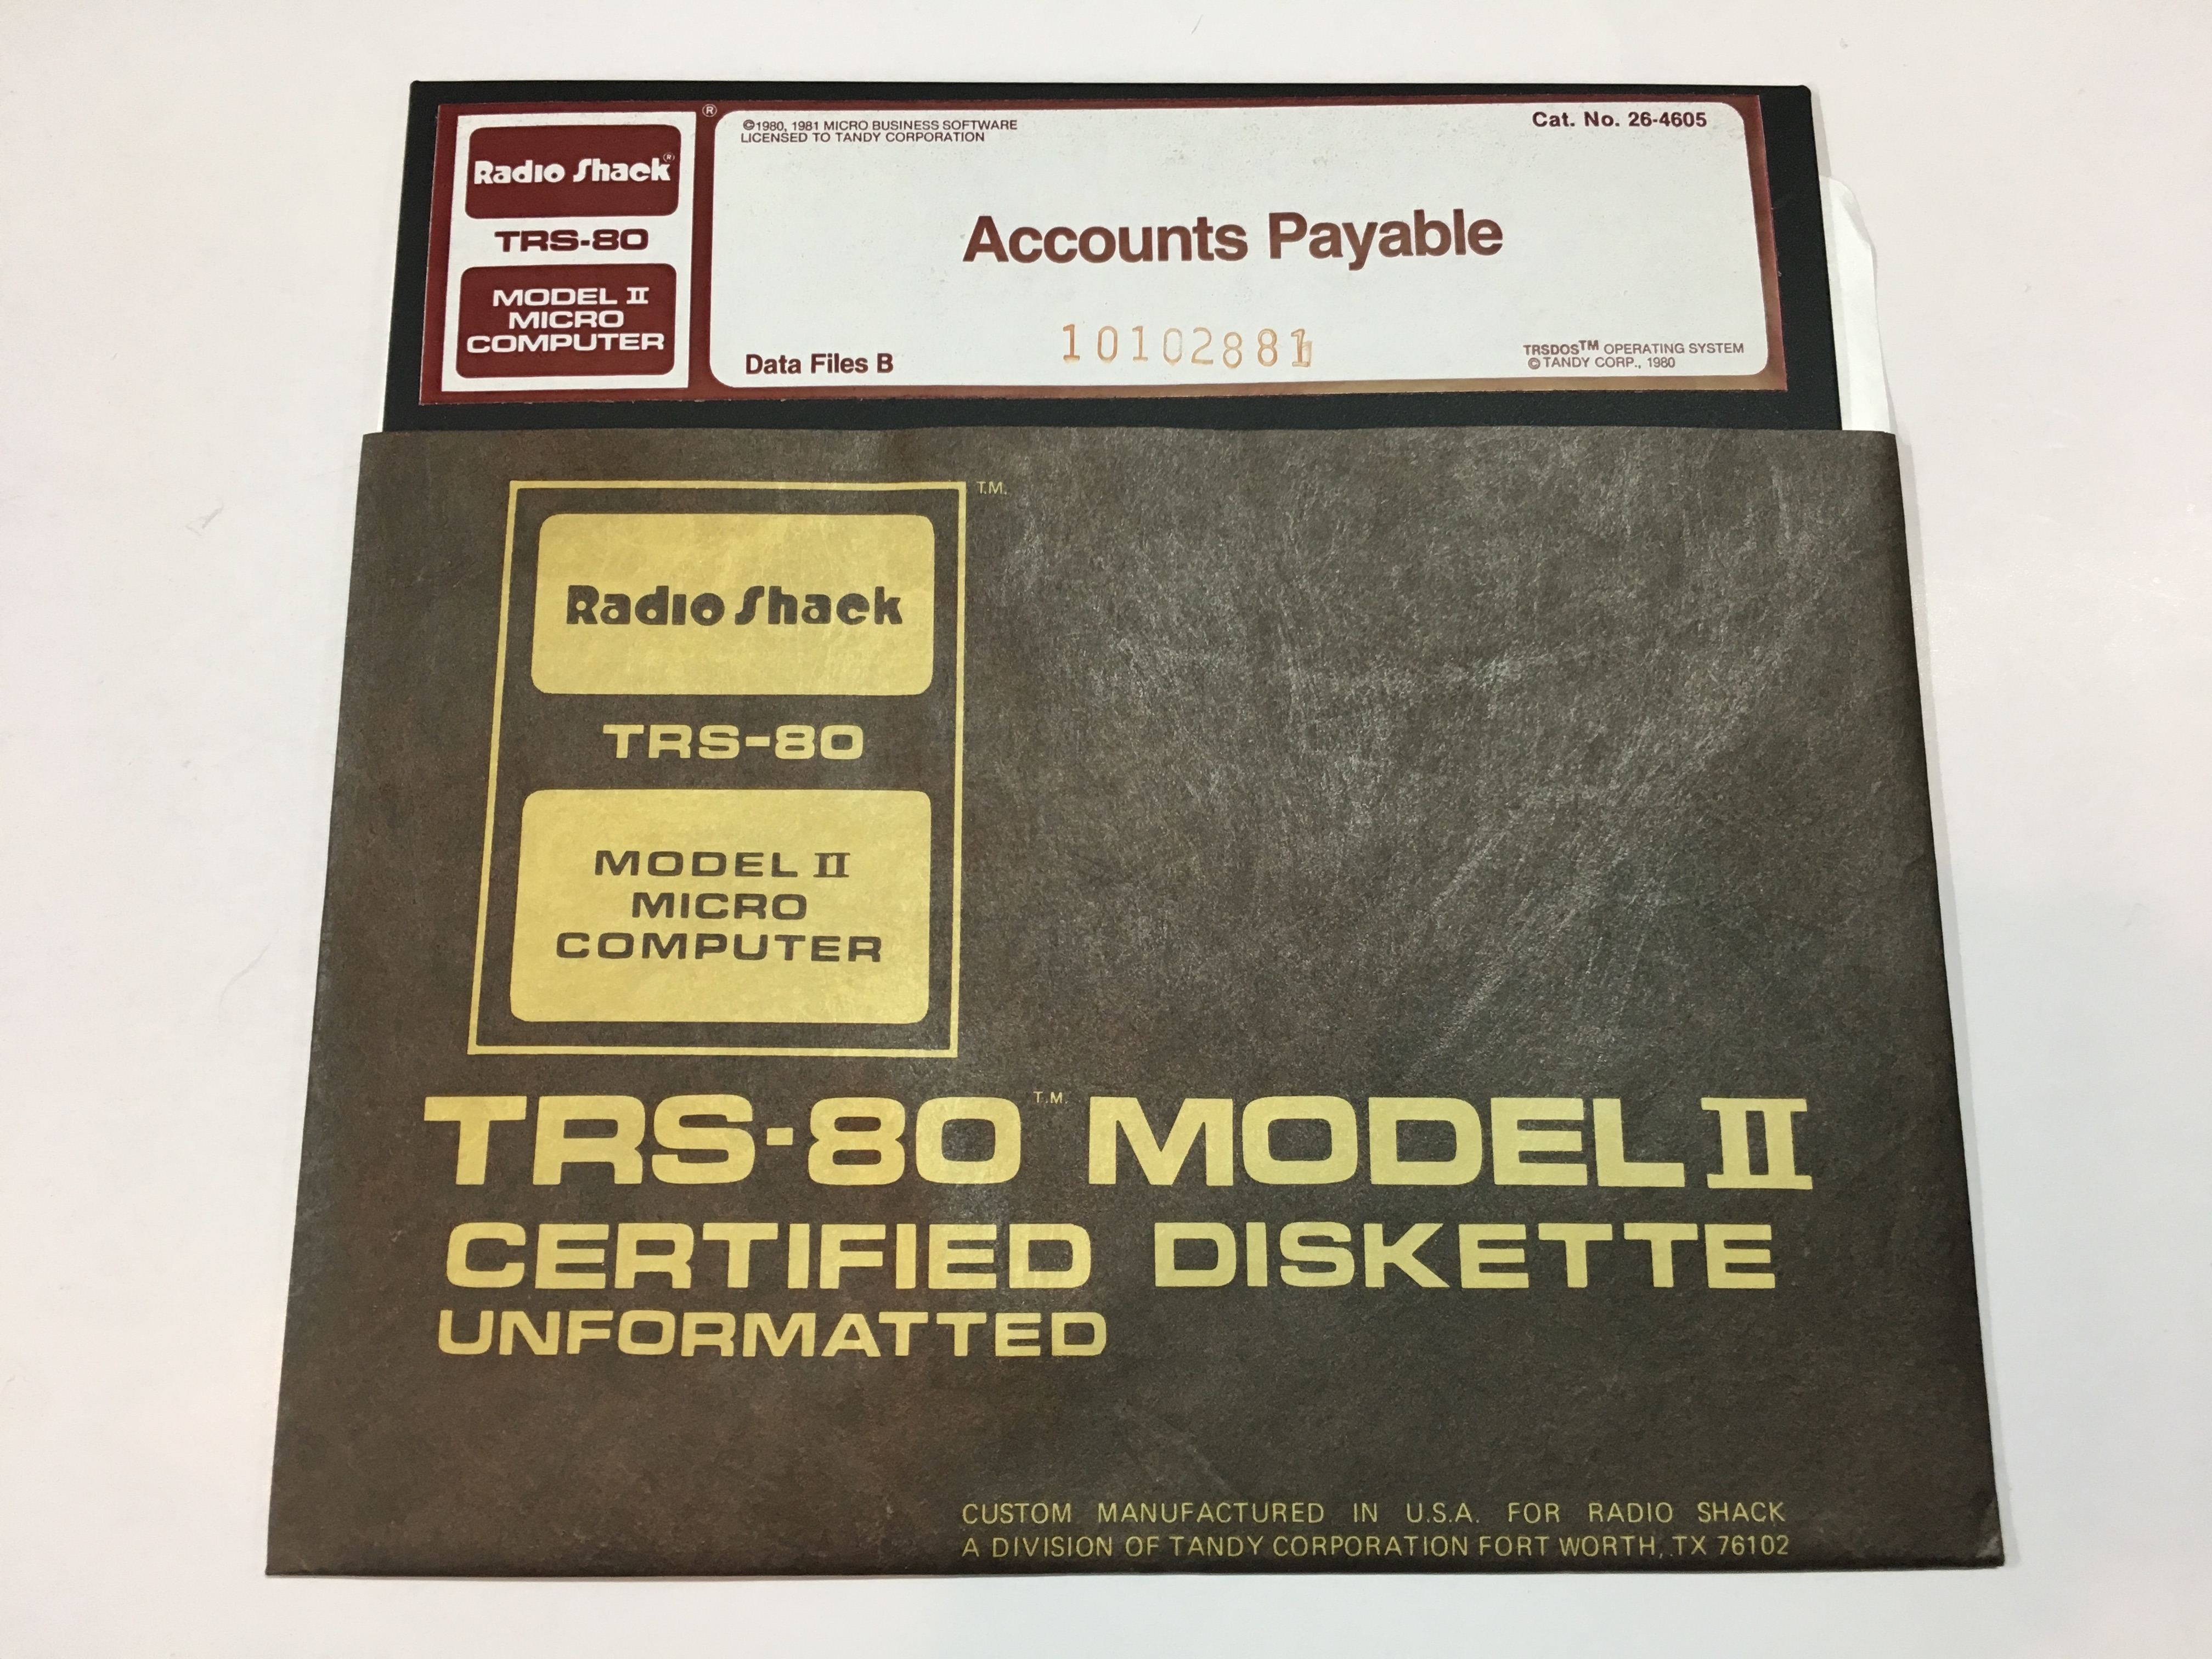 Radio Shack®
TRS-80
MODEL II
MICRO
COMPUTER
®
©1980, 1981 MICRO BUSINESS SOFTWARE
LICENSED TO TANDY CORPORATION
Cat. No. 26-4605
Accounts Payable
Data Files B
10102881
TRSDOS™ OPERATING SYSTEM
© TANDY CORP., 1980
T.M.
Radio Shack
TRS-80
MODEL II
MICRO
COMPUTER
TRS-80 T.M. MODEL II
CERTIFIED DISKETTE
UNFORMATTED
CUSTOM MANUFACTURED IN U.S.A. FOR RADIO SHACK
A DIVISION OF TANDY CORPORATION FORT WORTH, TX 76102